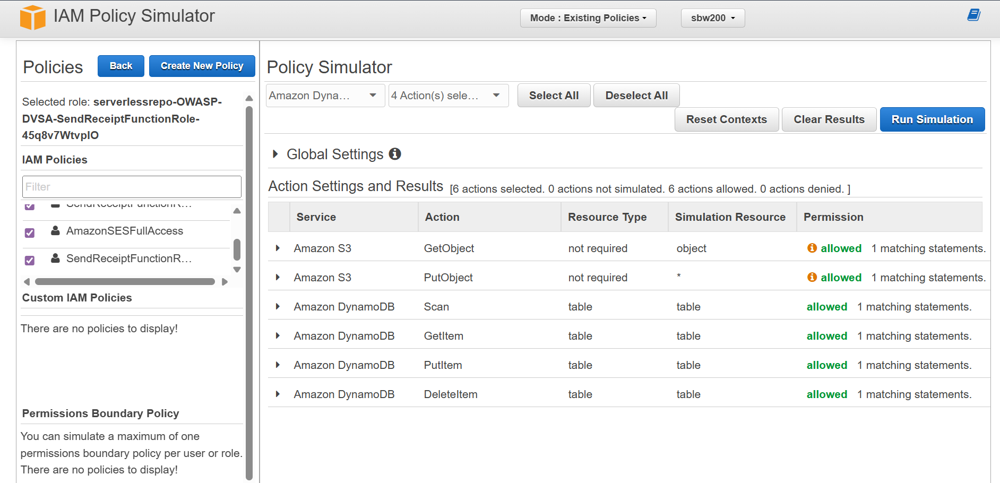 IAM Policy Simulator
Mode : Existing Policies
sbw200
Policies
Back
Create New Policy
Selected role: serverlessrepo-OWASP-
DVSA-SendReceiptFunctionRole-
45q8v7WtvpIO
IAM Policies
Filter
SendReceiptFunctionR...
AmazonSESFullAccess
SendReceiptFunctionR...
Custom IAM Policies
There are no policies to display!
Permissions Boundary Policy
You can simulate a maximum of one
permissions boundary policy per user or role.
There are no policies to display!
Policy Simulator
Amazon Dyna...
4 Action(s) sele...
Select All
Deselect All
Reset Contexts
Clear Results
Run Simulation
Global Settings
Action Settings and Results [6 actions selected. 0 actions not simulated. 6 actions allowed. 0 actions denied. ]
Service Action Resource Type Simulation Resource Permission
Amazon S3 GetObject not required object allowed 1 matching statements.
Amazon S3 PutObject not required * allowed 1 matching statements.
Amazon DynamoDB Scan table table allowed 1 matching statements.
Amazon DynamoDB GetItem table table allowed 1 matching statements.
Amazon DynamoDB PutItem table table allowed 1 matching statements.
Amazon DynamoDB DeleteItem table table allowed 1 matching statements.